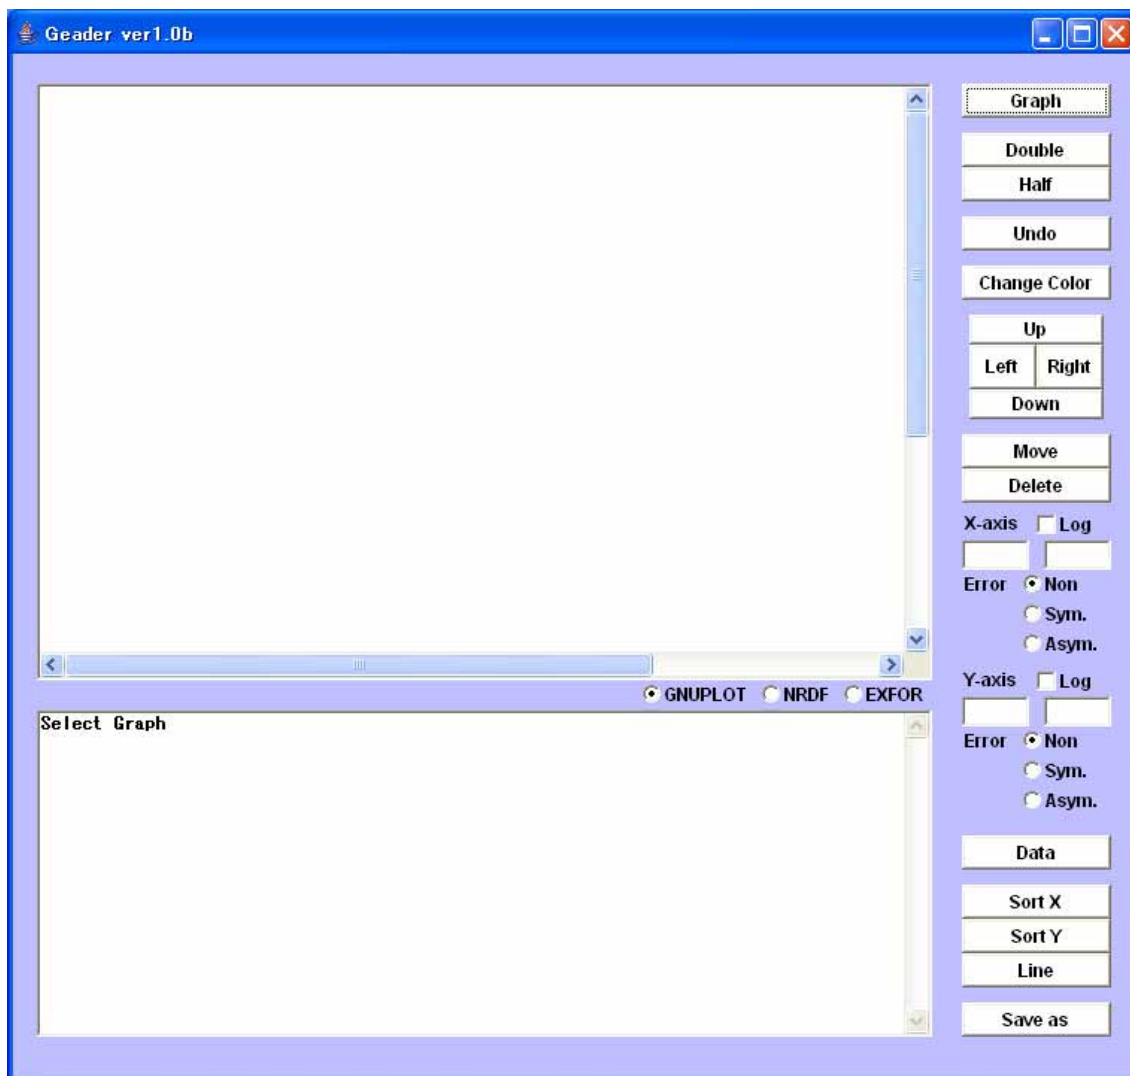 Geader ver1.0b
Graph
Double
Half
Undo
Change Color
Up
Left Right
Down
Move
Delete
X-axis Log
Error Non
Sym.
Asym.
Y-axis Log
Error Non
Sym.
Asym.
GNUPLOT NRDF EXFOR
Select Graph
Data
Sort X
Sort Y
Line
Save as